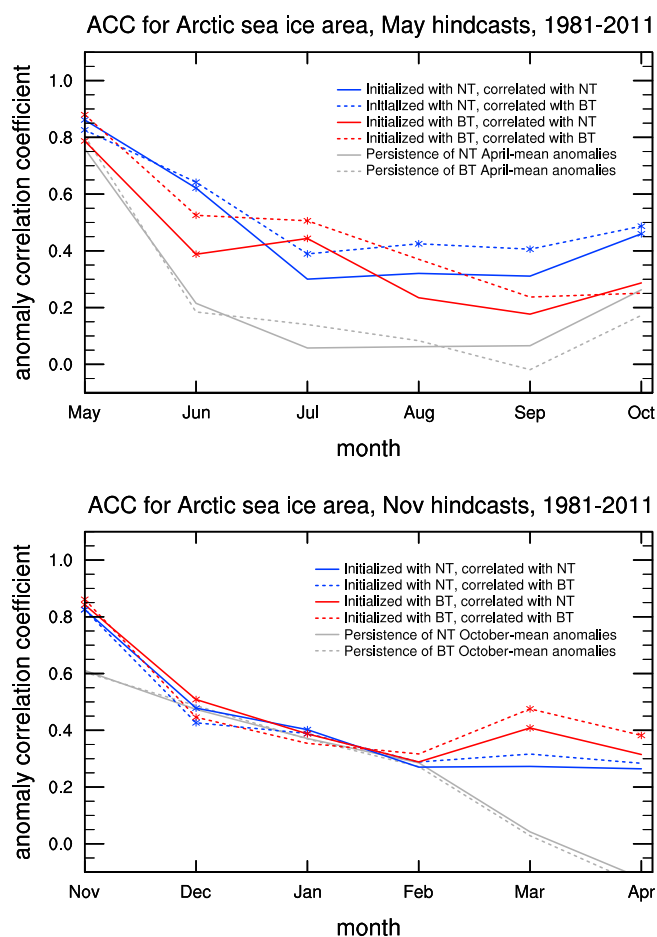 ACC for Arctic sea ice area, May hindcasts, 1981-2011
anomaly correlation coefficient
1.0
0.8
0.6
0.4
0.2
0.0
Initialized with NT, correlated with NT
Initialized with NT, correlated with BT
Initialized with BT, correlated with NT
Initialized with BT, correlated with BT
Persistence of NT April-mean anomalies
Persistence of BT April-mean anomalies
May Jun Jul Aug Sep Oct
month
ACC for Arctic sea ice area, Nov hindcasts, 1981-2011
anomaly correlation coefficient
1.0
0.8
0.6
0.4
0.2
0.0
Initialized with NT, correlated with NT
Initialized with NT, correlated with BT
Initialized with BT, correlated with NT
Initialized with BT, correlated with BT
Persistence of NT October-mean anomalies
Persistence of BT October-mean anomalies
Nov Dec Jan Feb Mar Apr
month